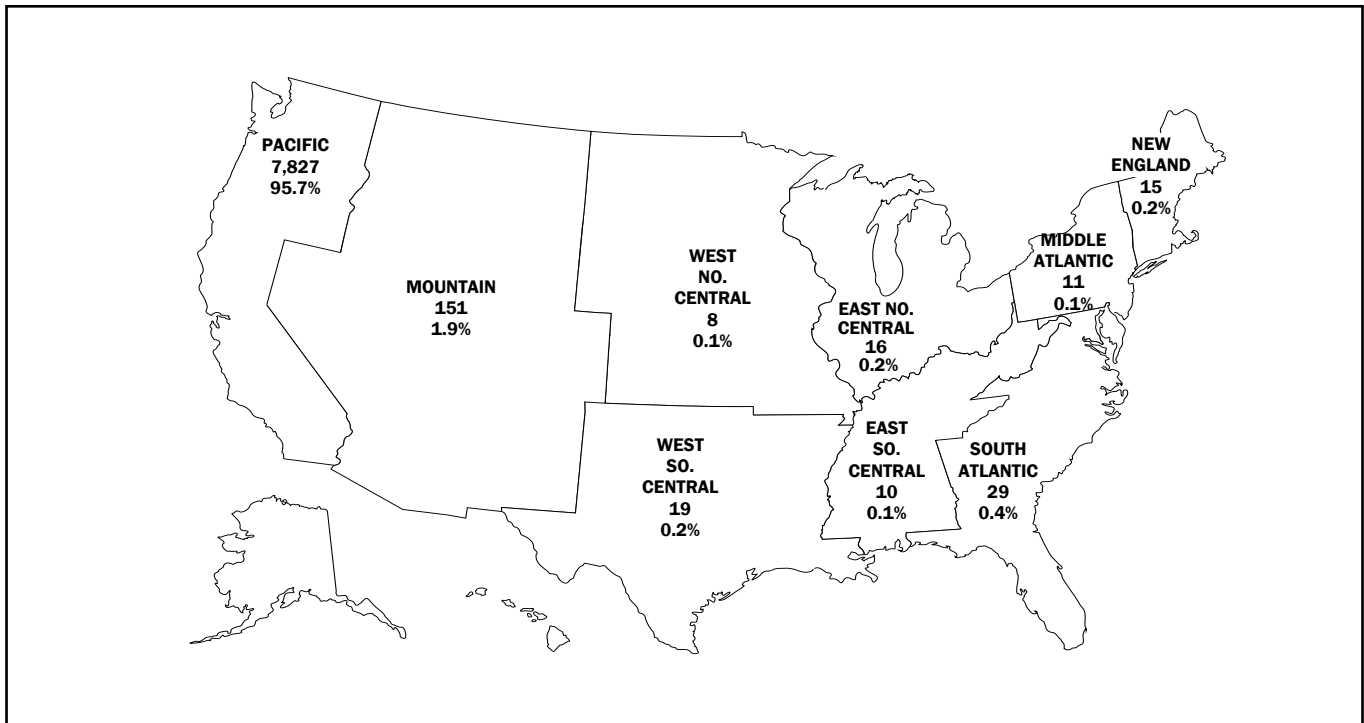 PACIFIC
7,827
95.7%
MOUNTAIN
151
1.9%
WEST
NO.
CENTRAL
8
0.1%
EAST NO.
CENTRAL
16
0.2%
NEW
ENGLAND
15
0.2%
MIDDLE
ATLANTIC
11
0.1%
WEST
SO.
CENTRAL
19
0.2%
EAST
SO.
CENTRAL
10
0.1%
SOUTH
ATLANTIC
29
0.4%